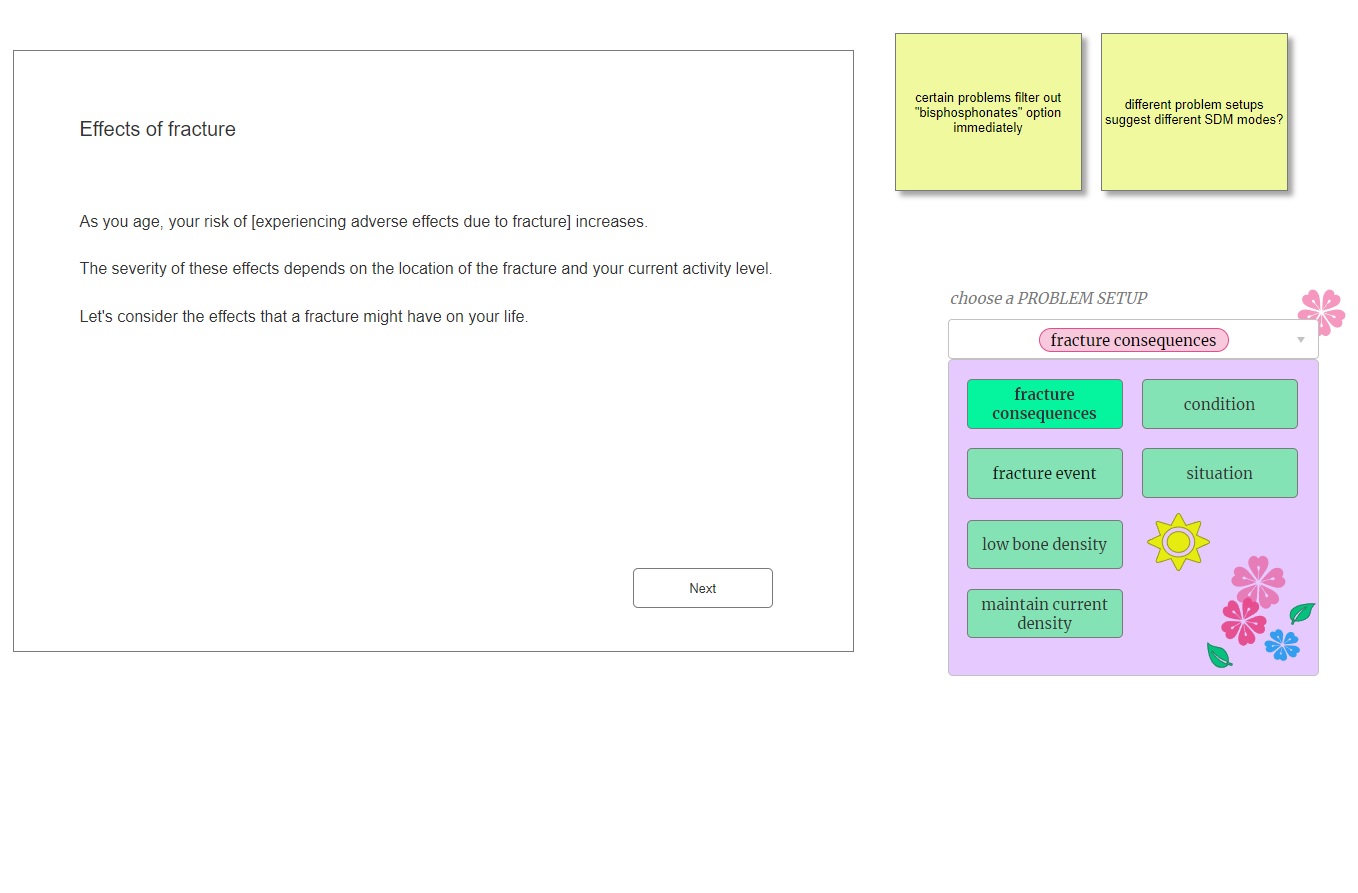 Effects of fracture
As you age, your risk of [experiencing adverse effects due to fracture] increases.
The severity of these effects depends on the location of the fracture and your current activity level.
Let's consider the effects that a fracture might have on your life.
Next
certain problems filter out
"bisphosphonates" option
immediately
different problem setups
suggest different SDM modes?
choose a PROBLEM SETUP
fracture consequences
fracture
consequences
condition
fracture event
situation
low bone density
maintain current
density